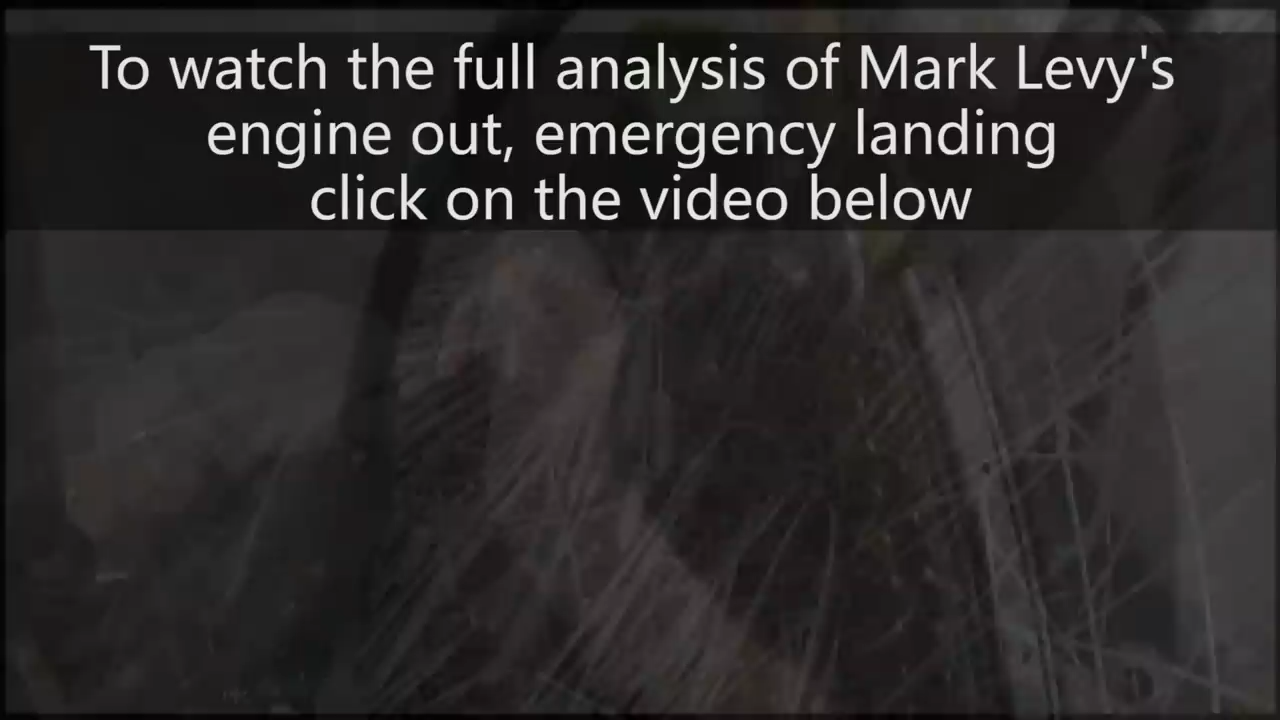 To watch the full analysis of Mark Levy's
engine out, emergency landing
click on the video below